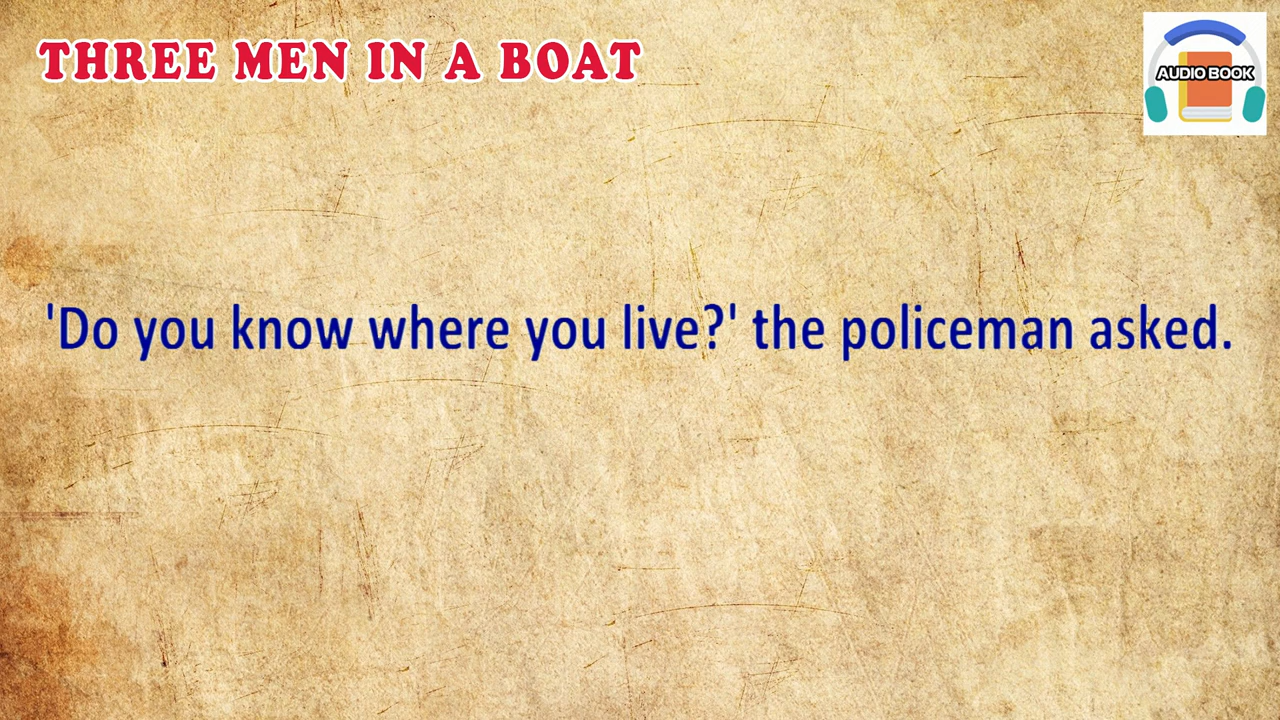 THREE MEN IN A BOAT
AUDIO BOOK
'Do you know where you live?' the policeman asked.